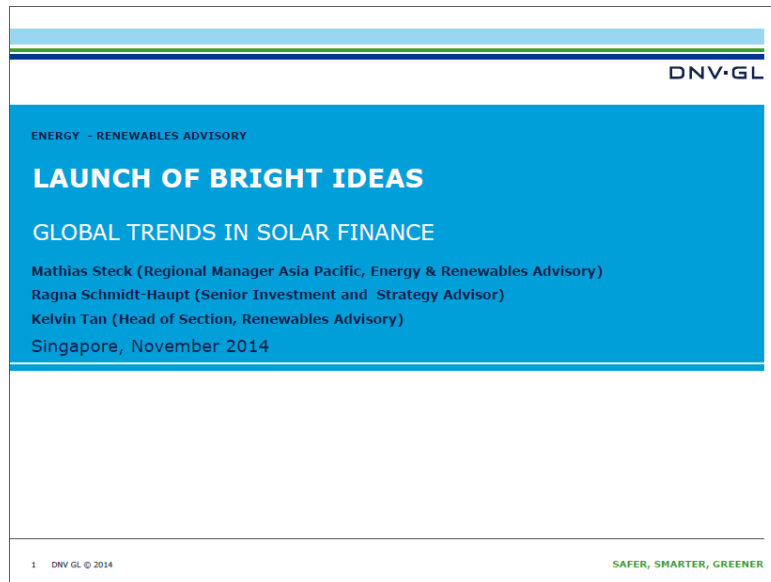 DNV·GL
ENERGY - RENEWABLES ADVISORY
LAUNCH OF BRIGHT IDEAS
GLOBAL TRENDS IN SOLAR FINANCE
Mathias Steck (Regional Manager Asia Pacific, Energy & Renewables Advisory)
Ragna Schmidt-Haupt (Senior Investment and Strategy Advisor)
Kelvin Tan (Head of Section, Renewables Advisory)
Singapore, November 2014
1 DNV GL © 2014
SAFER, SMARTER, GREENER